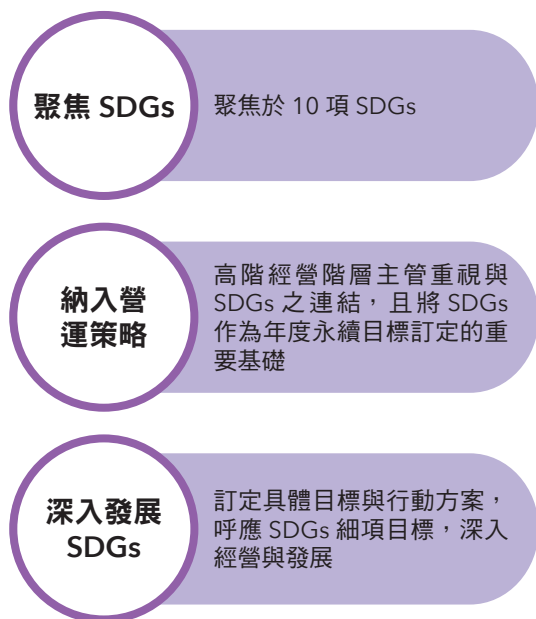 聚焦 SDGs
聚焦於 10 項 SDGs
納入營
運策略
高階經營階層主管重視與
SDGs 之連結,且將 SDGs
作為年度永續目標訂定的重
要基礎
深入發展
SDGs
訂定具體目標與行動方案,
呼應 SDGs 細項目標,深入
經營與發展